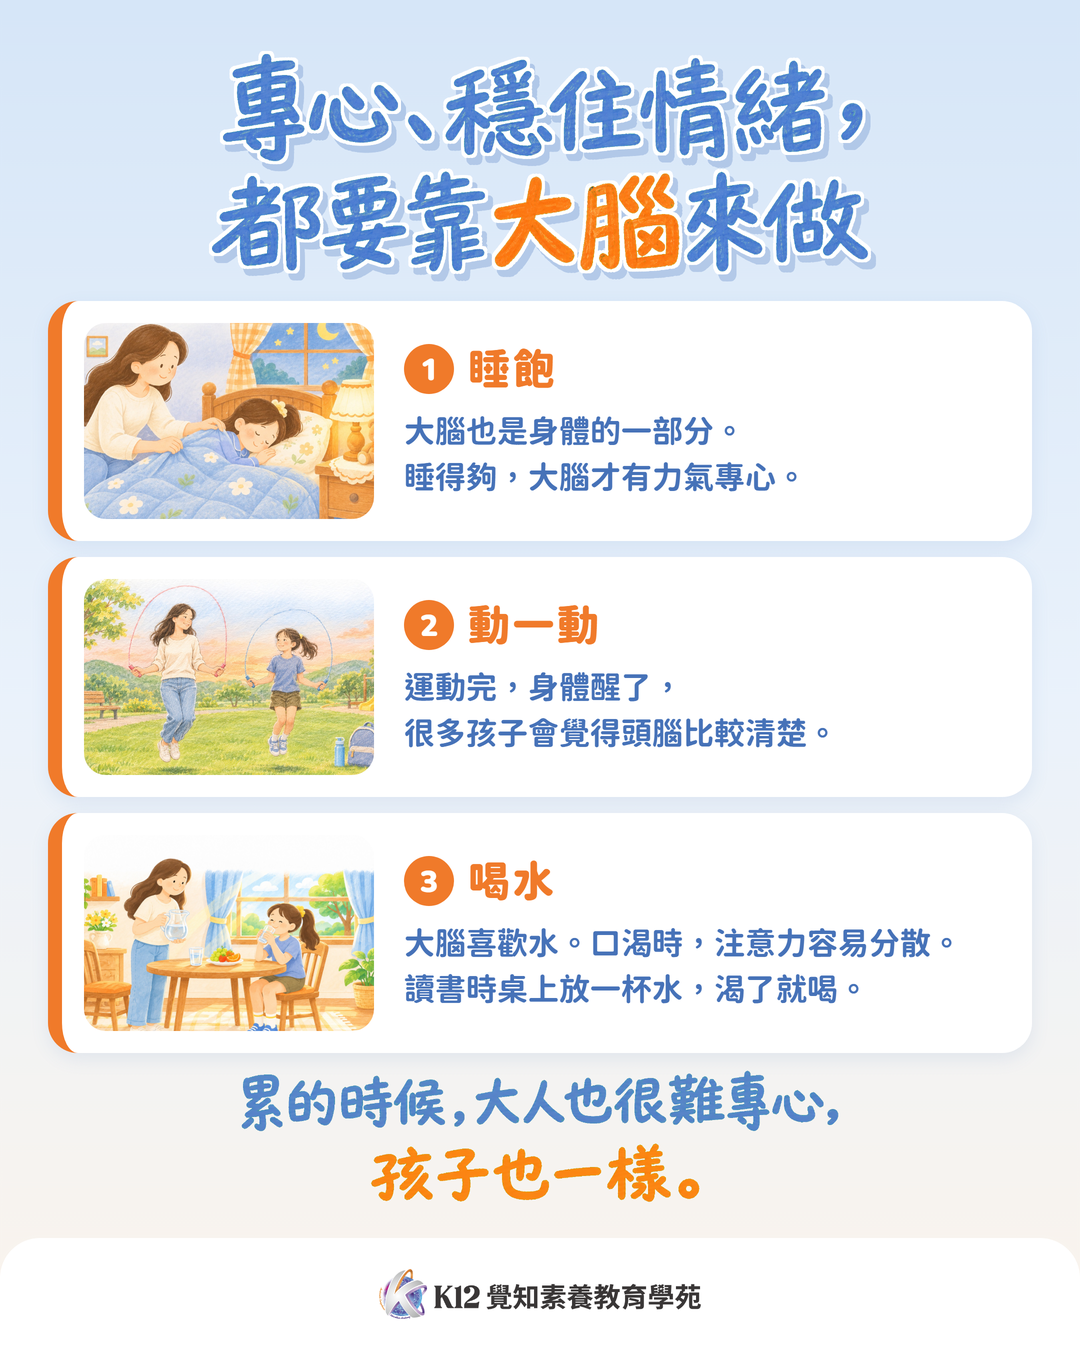 專心、穩住情緒，
都要靠大腦來做
1 睡飽
大腦也是身體的一部分。
睡得夠，大腦才有力氣專心。
2 動一動
運動完，身體醒了，
很多孩子會覺得頭腦比較清楚。
3 喝水
大腦喜歡水。口渴時，注意力容易分散。
讀書時桌上放一杯水，渴了就喝。
累的時候，大人也很難專心，
孩子也一樣。
K12 覺知素養教育學苑